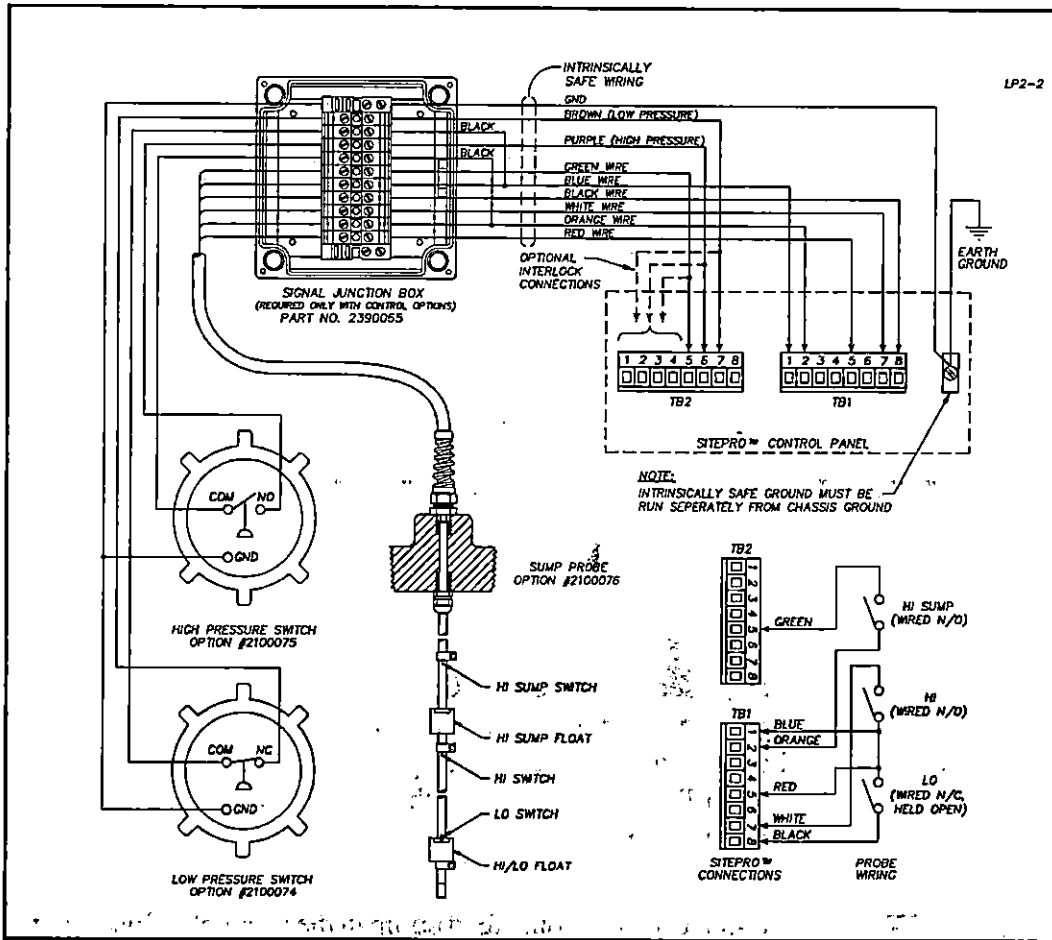 LP2-2
INTRINSICALLY
SAFE WIRING
GND
BROWN (LOW PRESSURE)
BLACK
PURPLE (HIGH PRESSURE)
BLACK
GREEN WIRE
BLUE WIRE
BLACK WIRE
WHITE WIRE
ORANGE WIRE
RED WIRE
OPTIONAL
INTERLOCK
CONNECTIONS
EARTH
GROUND
SIGNAL JUNCTION BOX
(REQUIRED ONLY WITH CONTROL OPTIONS)
PART NO. 2390055
1 2 3 4 5 6 7 8
TB2
1 2 3 4 5 6 7 8
TB1
SITEPRO™ CONTROL PANEL
NOTE:
INTRINSICALLY SAFE GROUND MUST BE
RUN SEPERATELY FROM CHASSIS GROUND
COM NO
GND
HIGH PRESSURE SWITCH
OPTION #2100075
SUMP PROBE
OPTION #2100076
HI SUMP SWITCH
HI SUMP FLOAT
HI SWITCH
LO SWITCH
HI/LO FLOAT
COM NC
GND
LOW PRESSURE SWITCH
OPTION #2100074
TB2
1
2
3
4
5
6
7
8
GREEN
HI SUMP
(WIRED N/O)
HI
(WIRED N/O)
TB1
1
2
3
4
5
6
7
8
BLUE
ORANGE
RED
WHITE
BLACK
LO
(WIRED N/C,
HELD OPEN)
SITEPRO™
CONNECTIONS
PROBE
WIRING